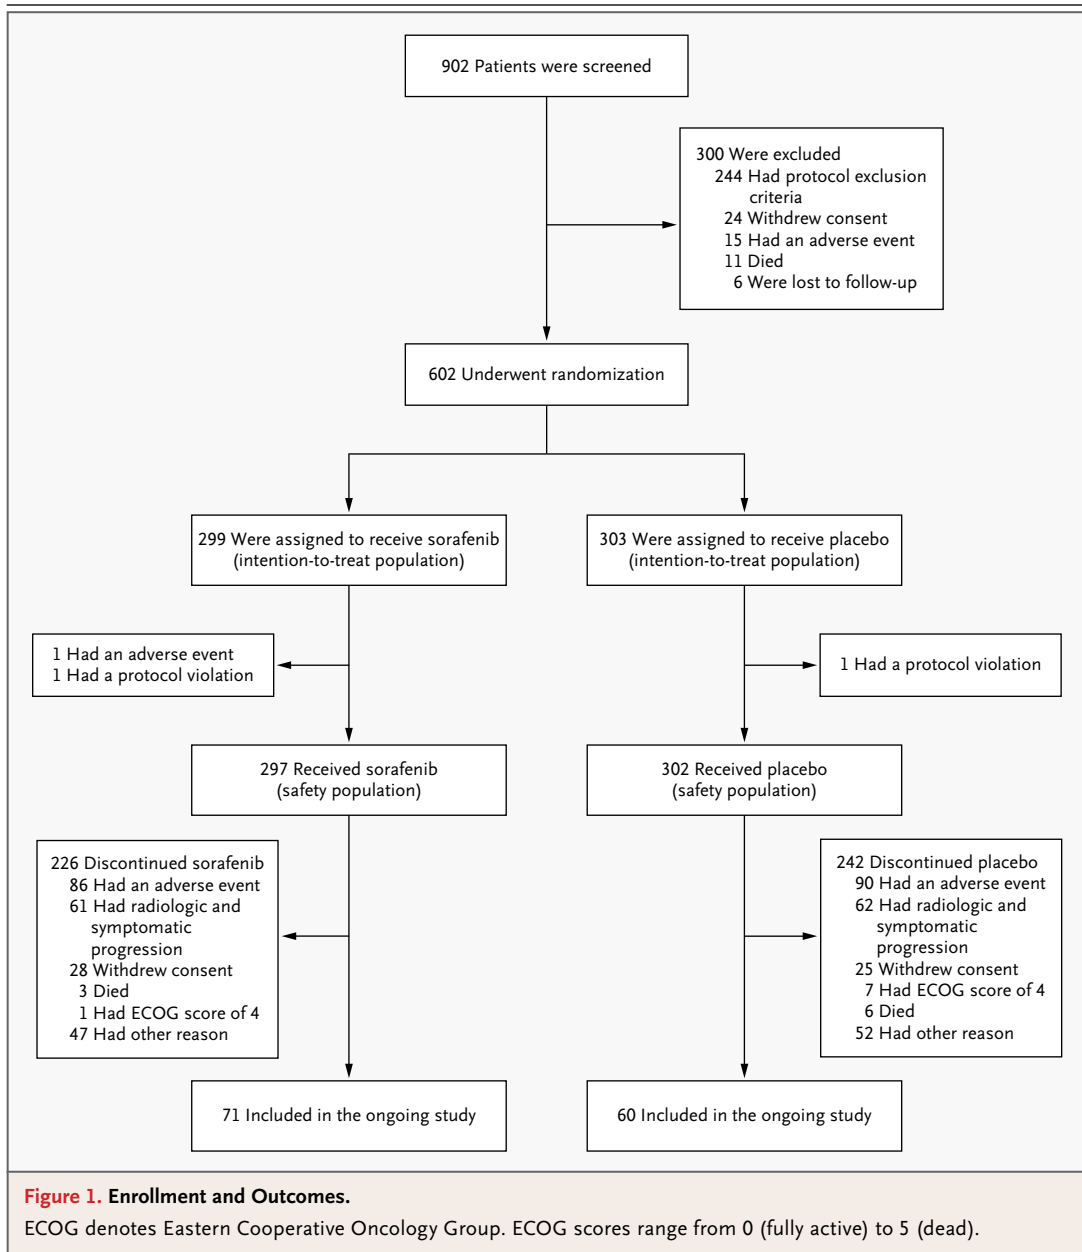 902 Patients were screened
300 Were excluded
244 Had protocol exclusion
criteria
24 Withdrew consent
15 Had an adverse event
11 Died
6 Were lost to follow-up
602 Underwent randomization
299 Were assigned to receive sorafenib
(intention-to-treat population)
303 Were assigned to receive placebo
(intention-to-treat population)
1 Had an adverse event
1 Had a protocol violation
1 Had a protocol violation
297 Received sorafenib
(safety population)
302 Received placebo
(safety population)
226 Discontinued sorafenib
86 Had an adverse event
61 Had radiologic and
symptomatic
progression
28 Withdrew consent
3 Died
1 Had ECOG score of 4
47 Had other reason
242 Discontinued placebo
90 Had an adverse event
62 Had radiologic and
symptomatic
progression
25 Withdrew consent
7 Had ECOG score of 4
6 Died
52 Had other reason
71 Included in the ongoing study
60 Included in the ongoing study
Figure 1. Enrollment and Outcomes.
ECOG denotes Eastern Cooperative Oncology Group. ECOG scores range from 0 (fully active) to 5 (dead).